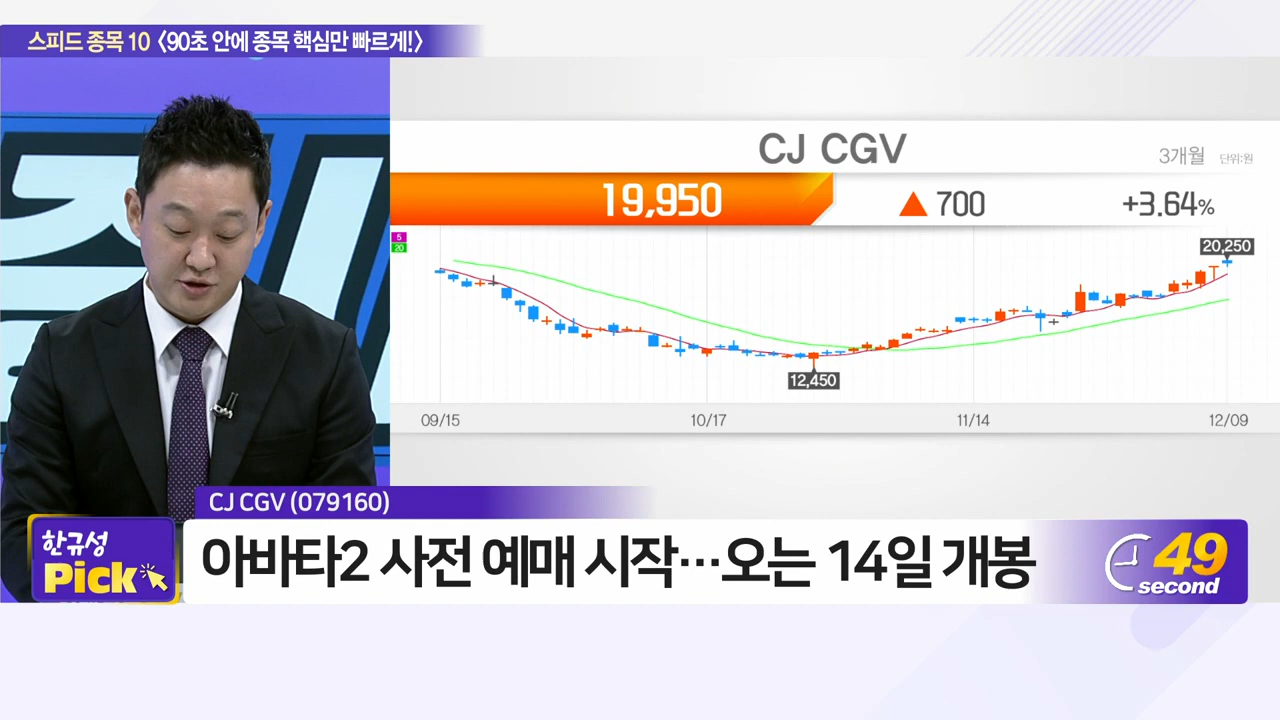 스피드 종목 10 〈90초 안에 종목 핵심만 빠르게!〉
CJ CGV
3개월 단위:원
19,950 ▲ 700 +3.64%
5
20
20,250
12,450
09/15 10/17 11/14 12/09
CJ CGV (079160)
한규성
Pick
아바타2 사전 예매 시작…오는 14일 개봉
49
second